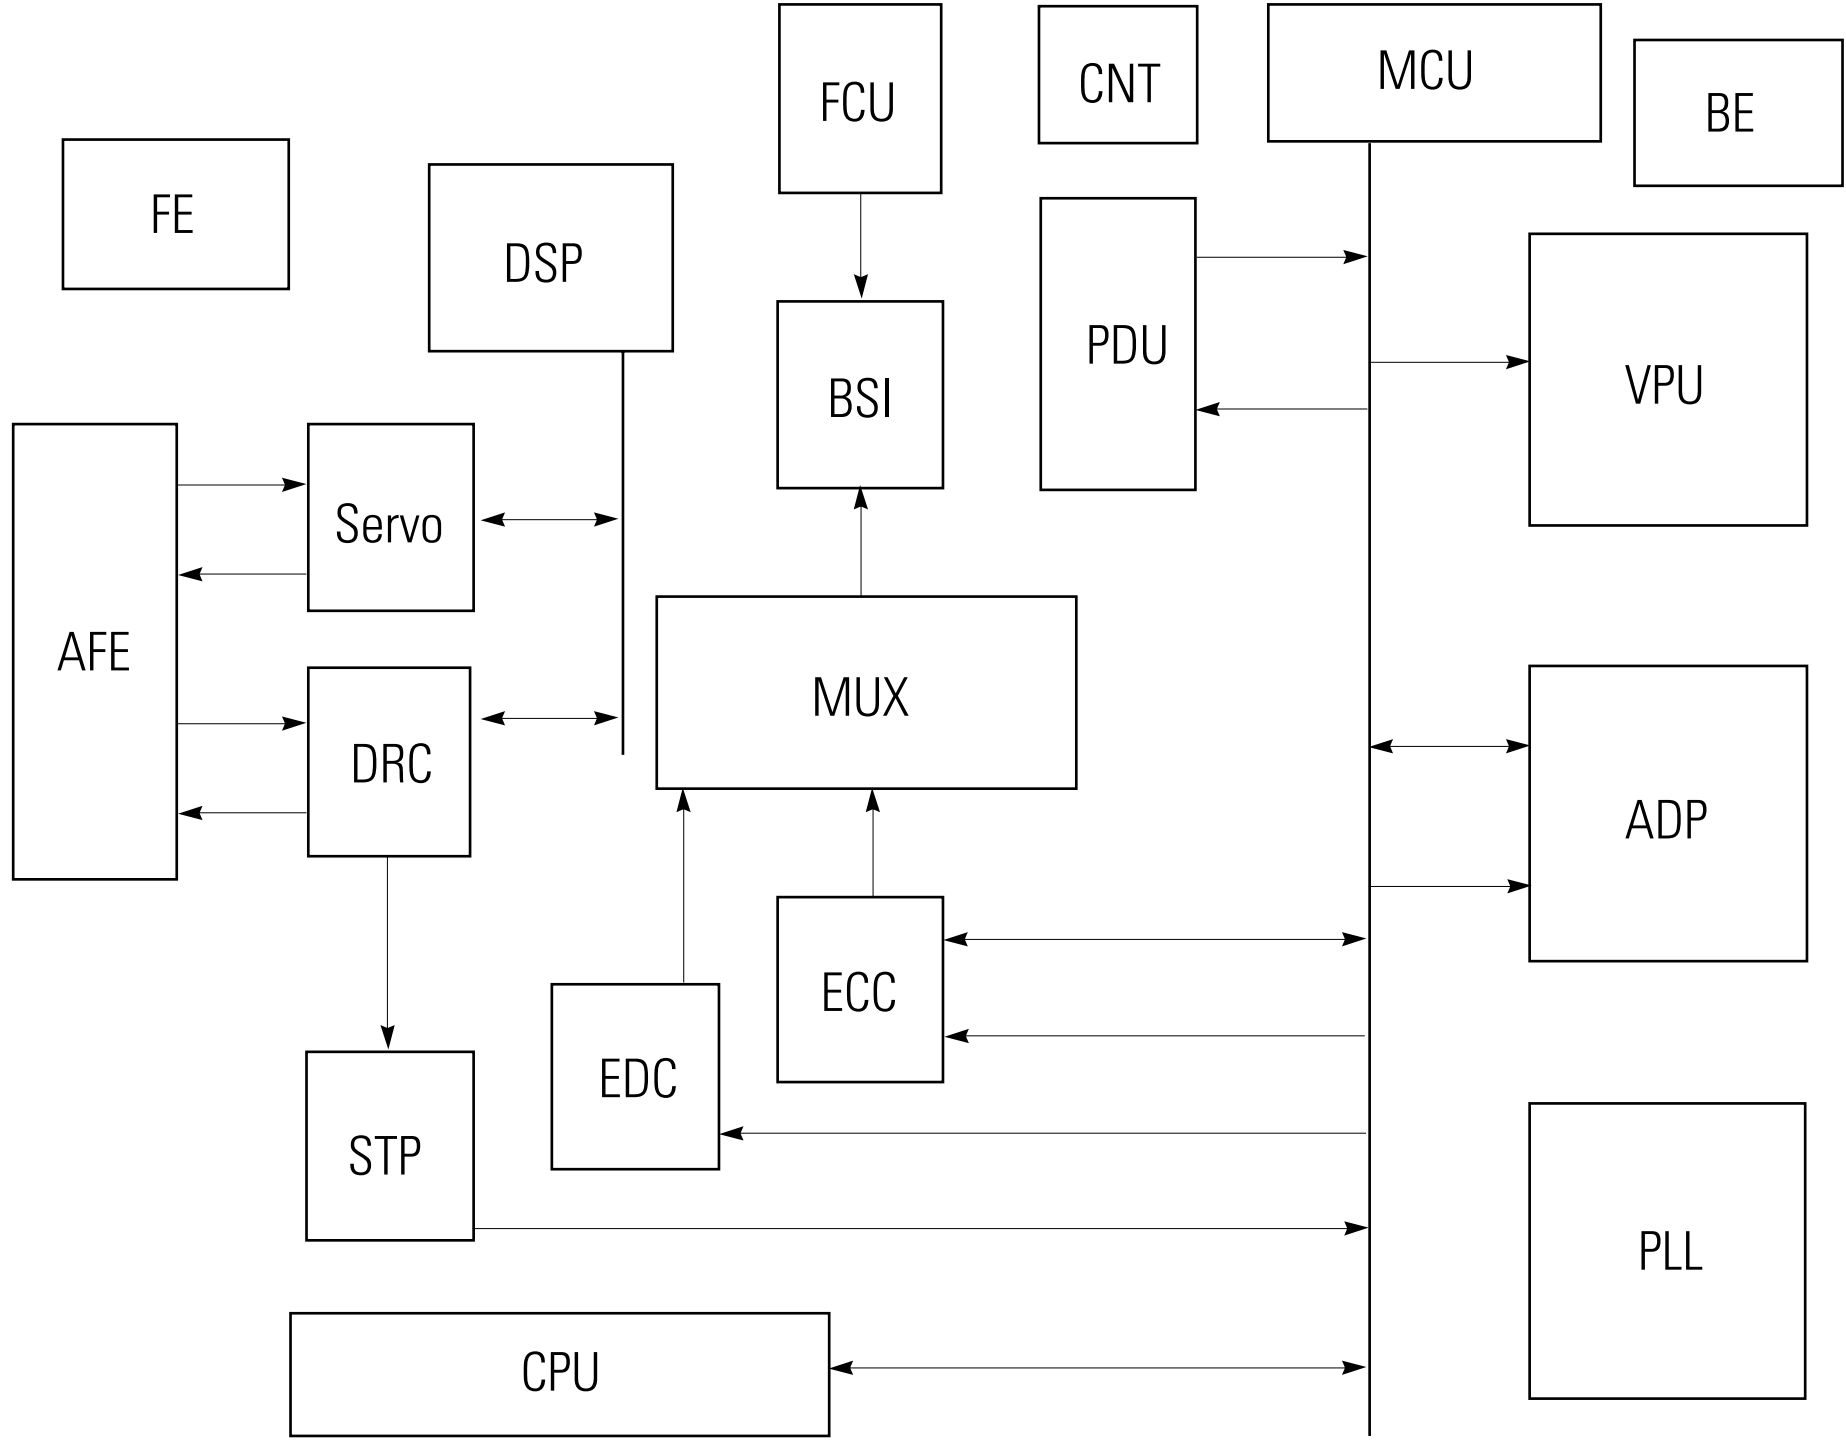 FCU
CNT
MCU
BE
FE
DSP
PDU
VPU
BSI
Servo
AFE
MUX
DRC
ADP
ECC
EDC
STP
PLL
CPU